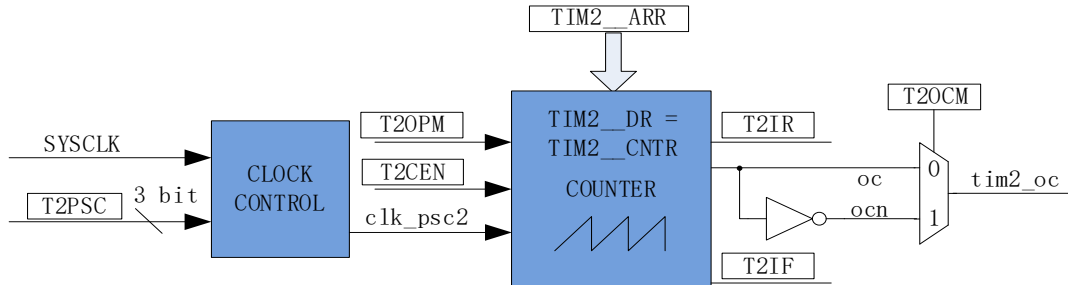 TIM2__ARR
T2OCM
T2OPM
TIM2__DR =
T2IR
SYSCLK
TIM2__CNTR
CLOCK
T2CEN
0
CONTROL
COUNTER
oc
tim2_oc
T2PSC
3 bit
clk_psc2
ocn
1
T2IF